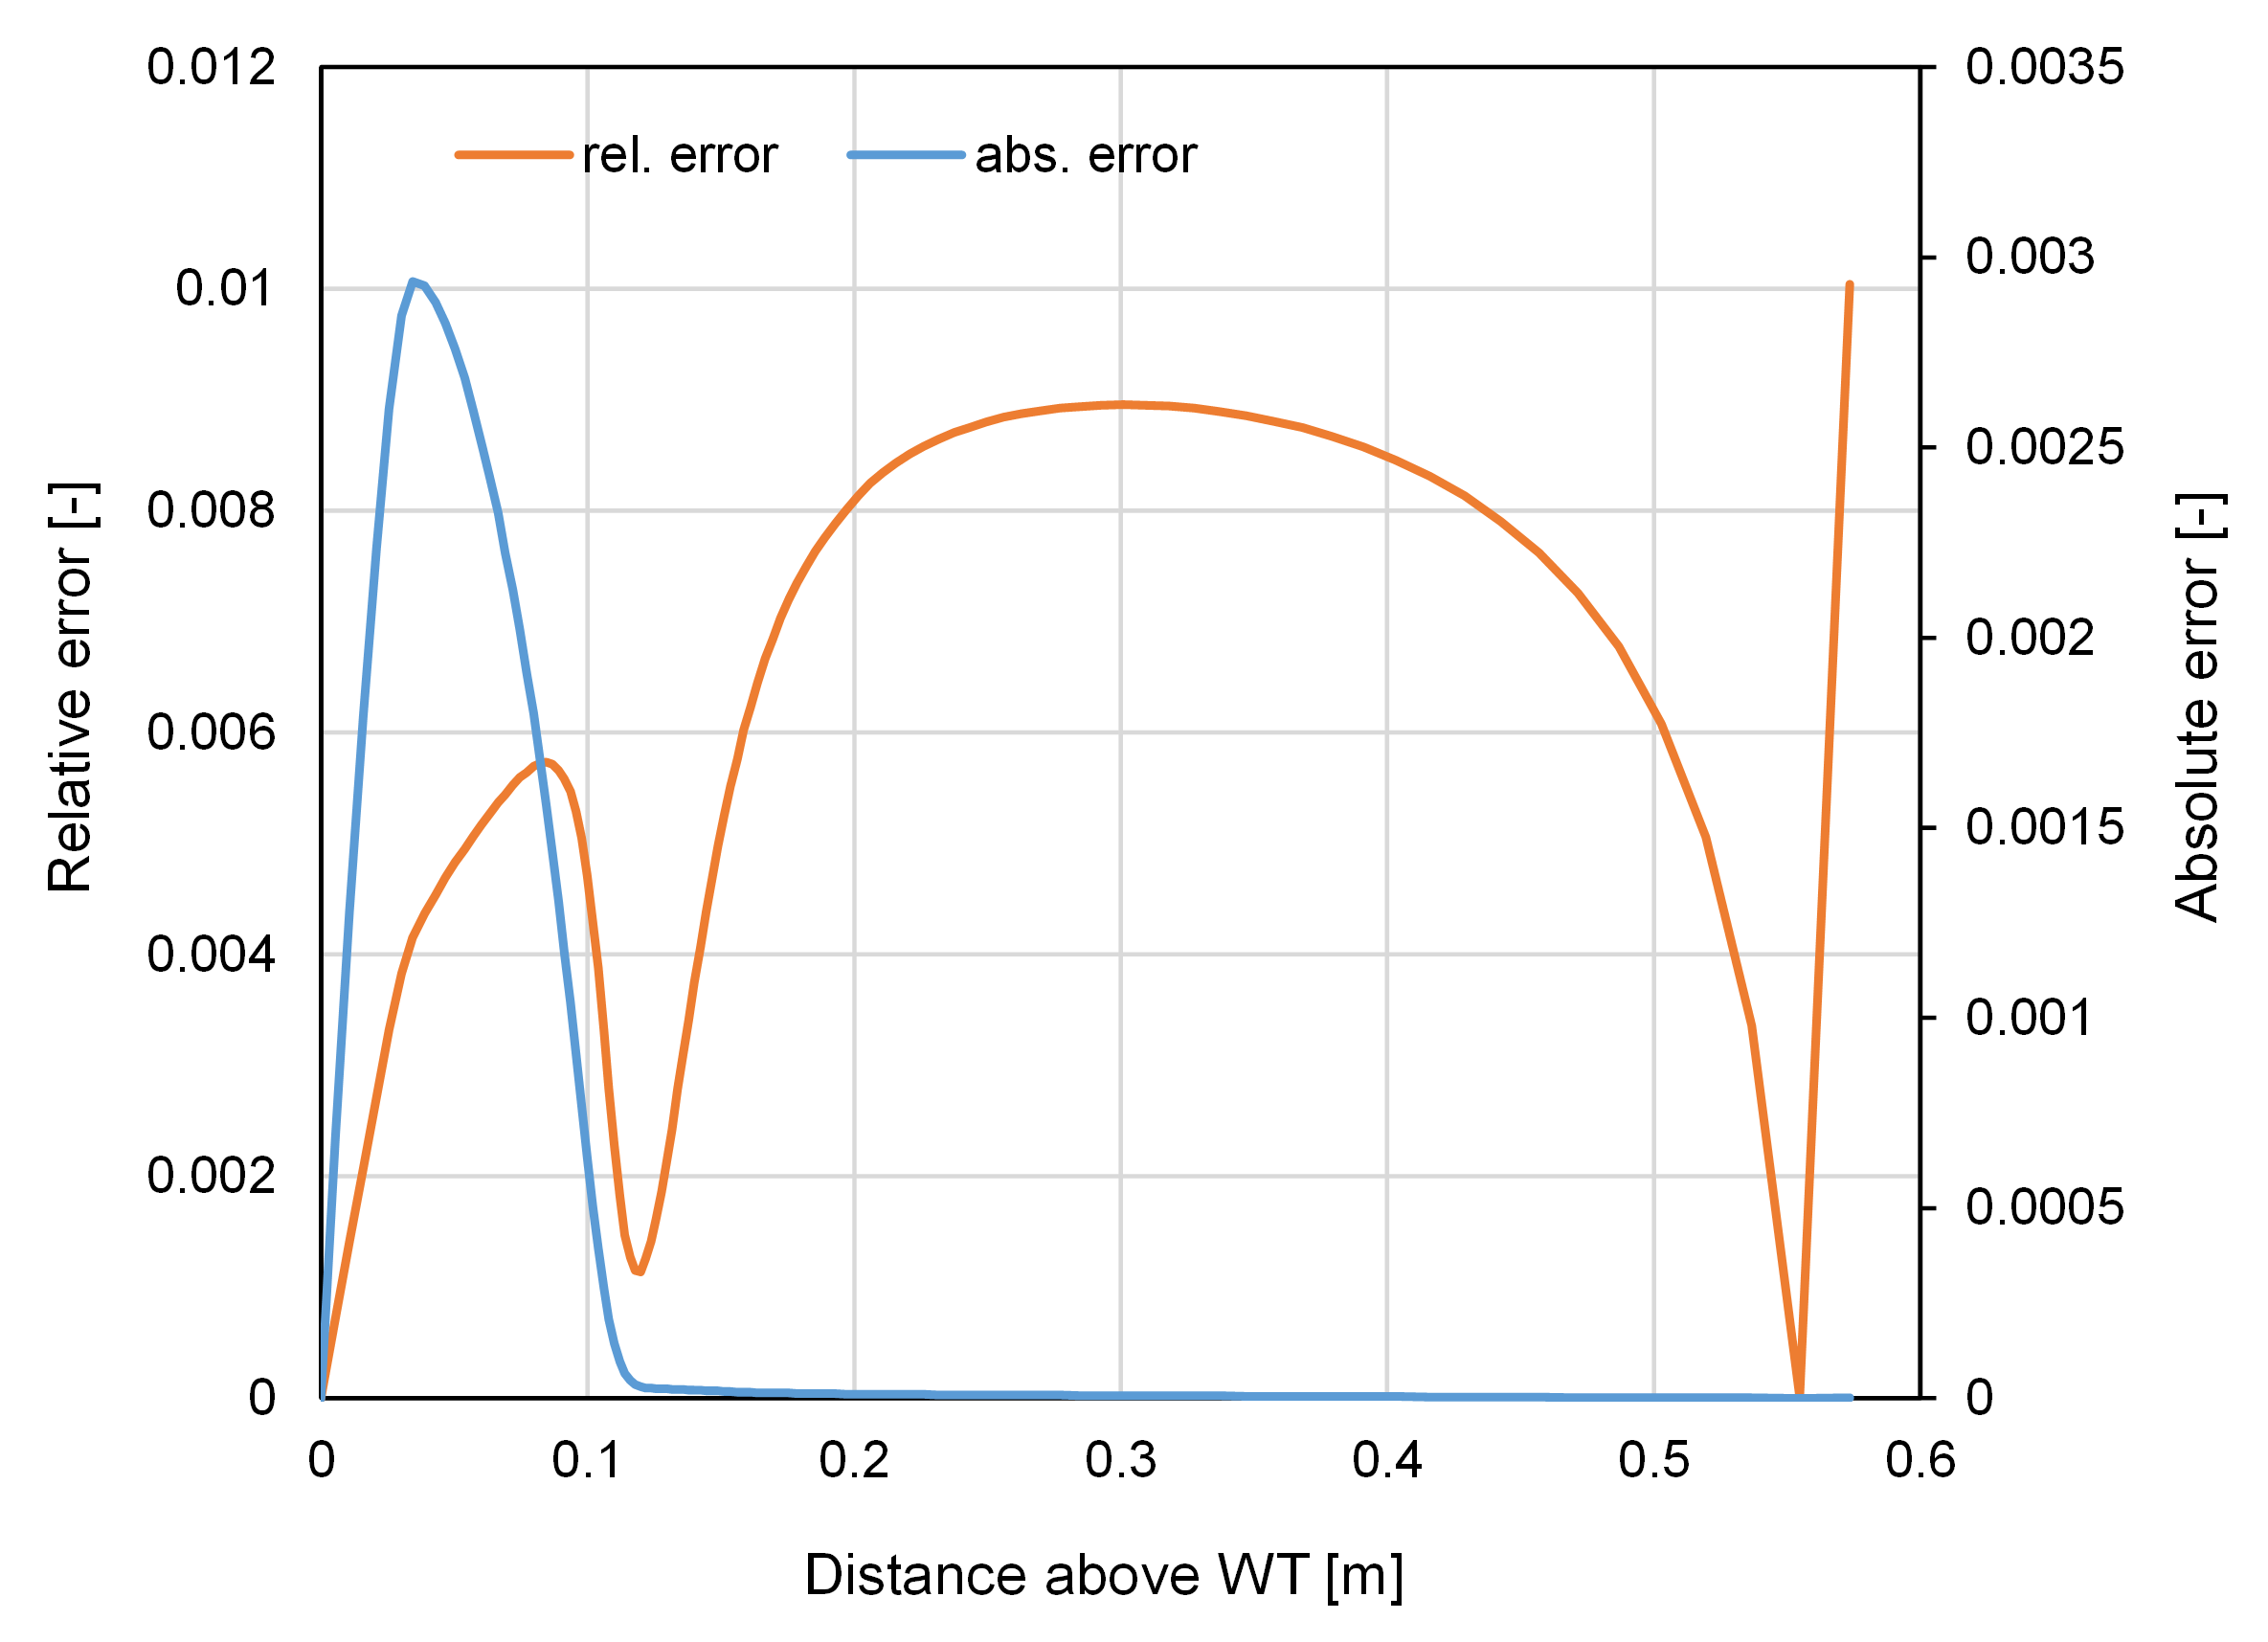 0.012
0.01
0.008
0.006
0.004
0.002
0
Relative error [-]
rel. error
abs. error
0.0035
0.003
0.0025
0.002
0.0015
0.001
0.0005
0
Absolute error [-]
0 0.1 0.2 0.3 0.4 0.5 0.6
Distance above WT [m]